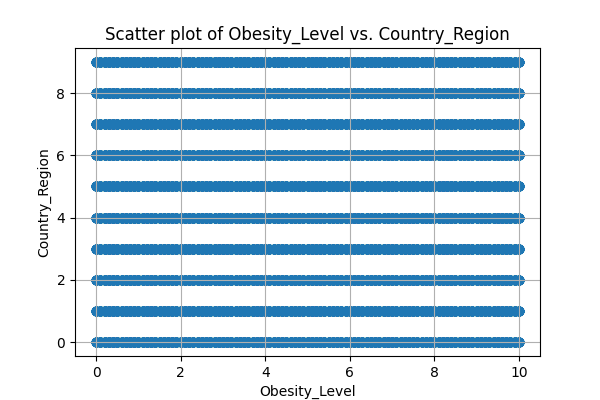 Scatter plot of Obesity_Level vs. Country_Region
8
6
4
2
0
Country_Region
0 2 4 6 8 10
Obesity_Level